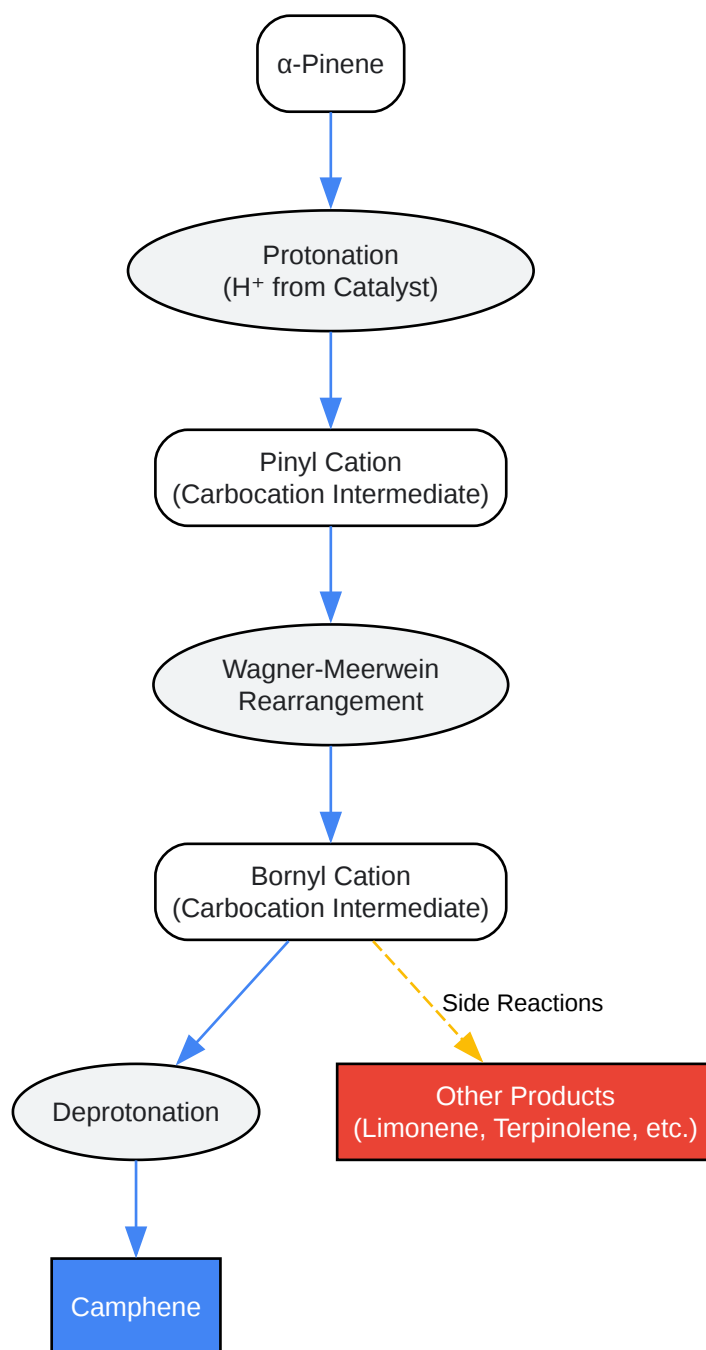 α-Pinene
Protonation
(H⁺ from Catalyst)
Pinyl Cation
(Carbocation Intermediate)
Wagner-Meerwein
Rearrangement
Bornyl Cation
(Carbocation Intermediate)
Side Reactions
Deprotonation
Other Products
(Limonene, Terpinolene, etc.)
Camphene